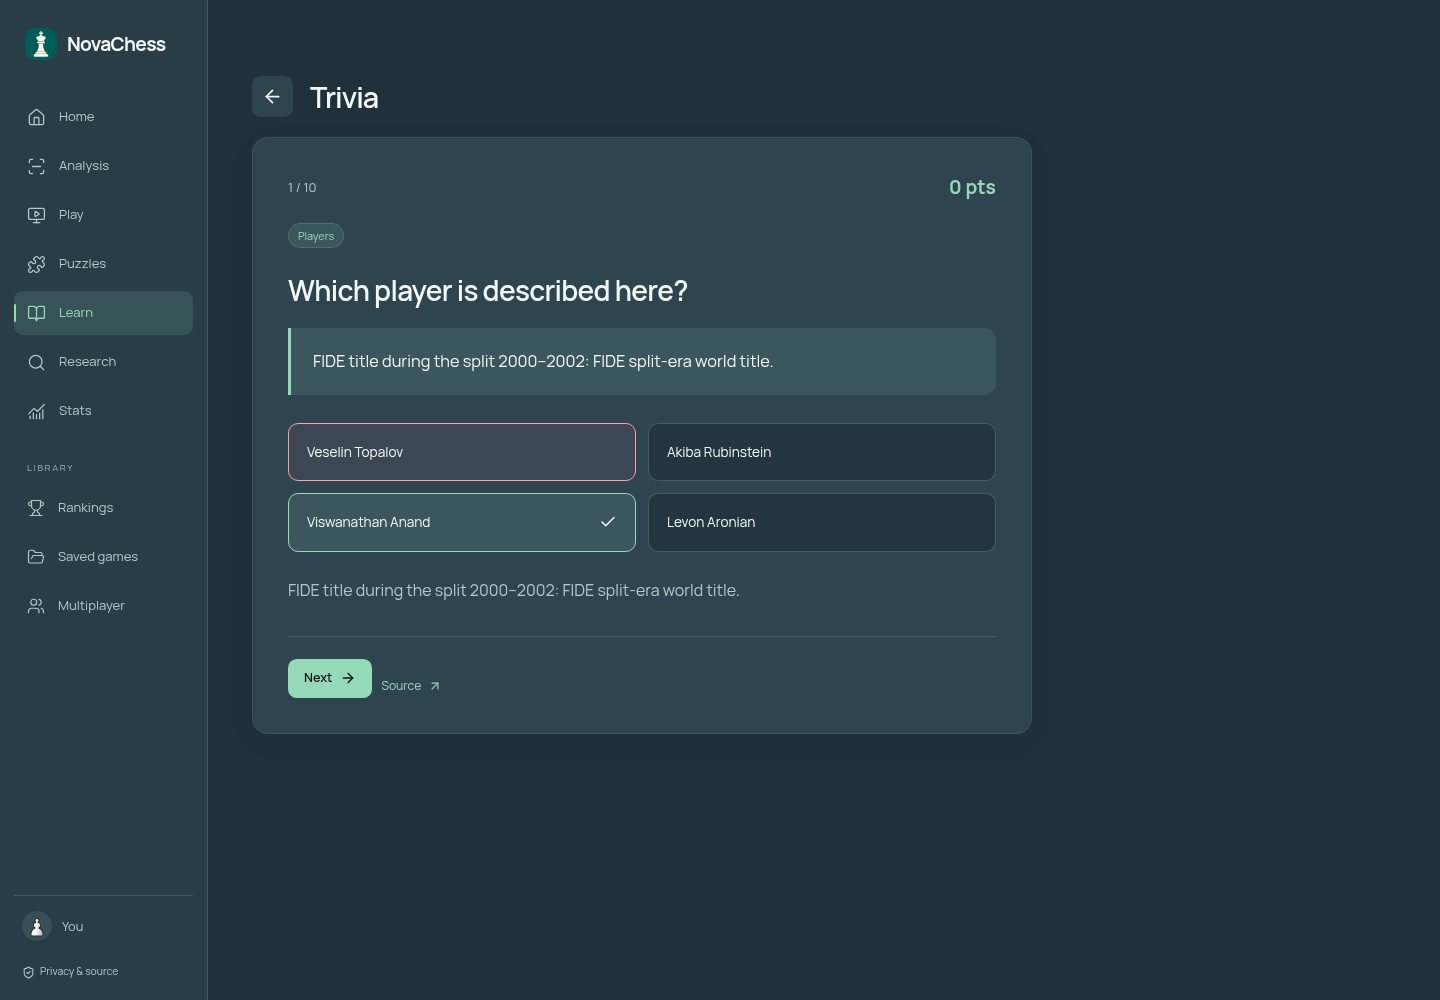 NovaChess
Home
Analysis
Play
Puzzles
Learn
Research
Stats
LIBRARY
Rankings
Saved games
Multiplayer
You
Privacy & source
Trivia
1 / 10
0 pts
Players
Which player is described here?
FIDE title during the split 2000–2002: FIDE split-era world title.
Veselin Topalov
Akiba Rubinstein
Viswanathan Anand
Levon Aronian
FIDE title during the split 2000–2002: FIDE split-era world title.
Next
Source